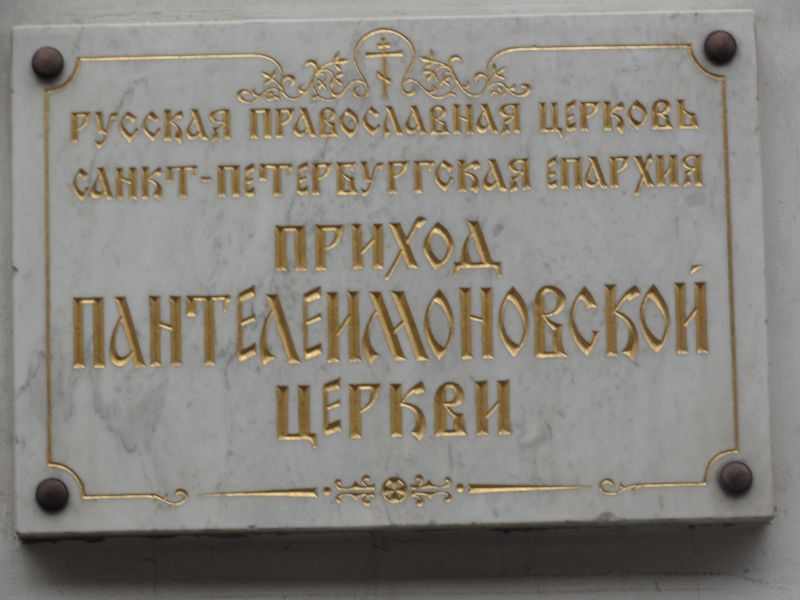 РУССКАЯ ПРАВОСЛАВНАЯ ЦЕРКОВЬ
САНКТ-ПЕТЕРБУРГСКАЯ ЕПАРХИЯ
ПРИХОД
ПАНТЕЛЕИМОНОВСКОЙ
ЦЕРКВИ